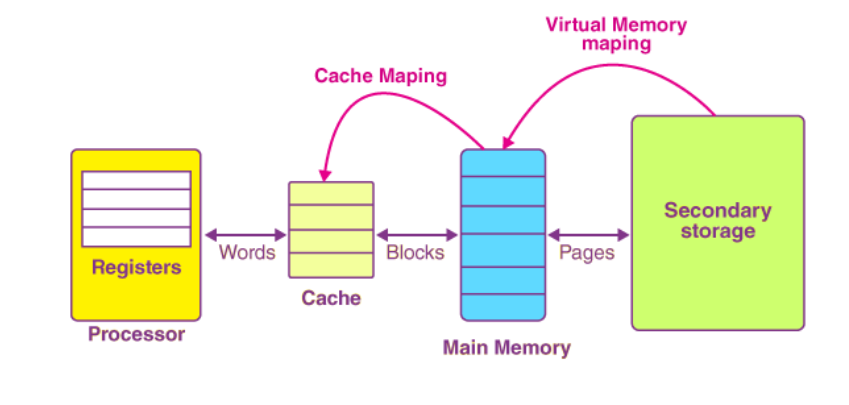 Virtual Memory
maping
Cache Maping
Secondary
storage
Words
Blocks
Pages
Registers
Cache
Processor
Main Memory